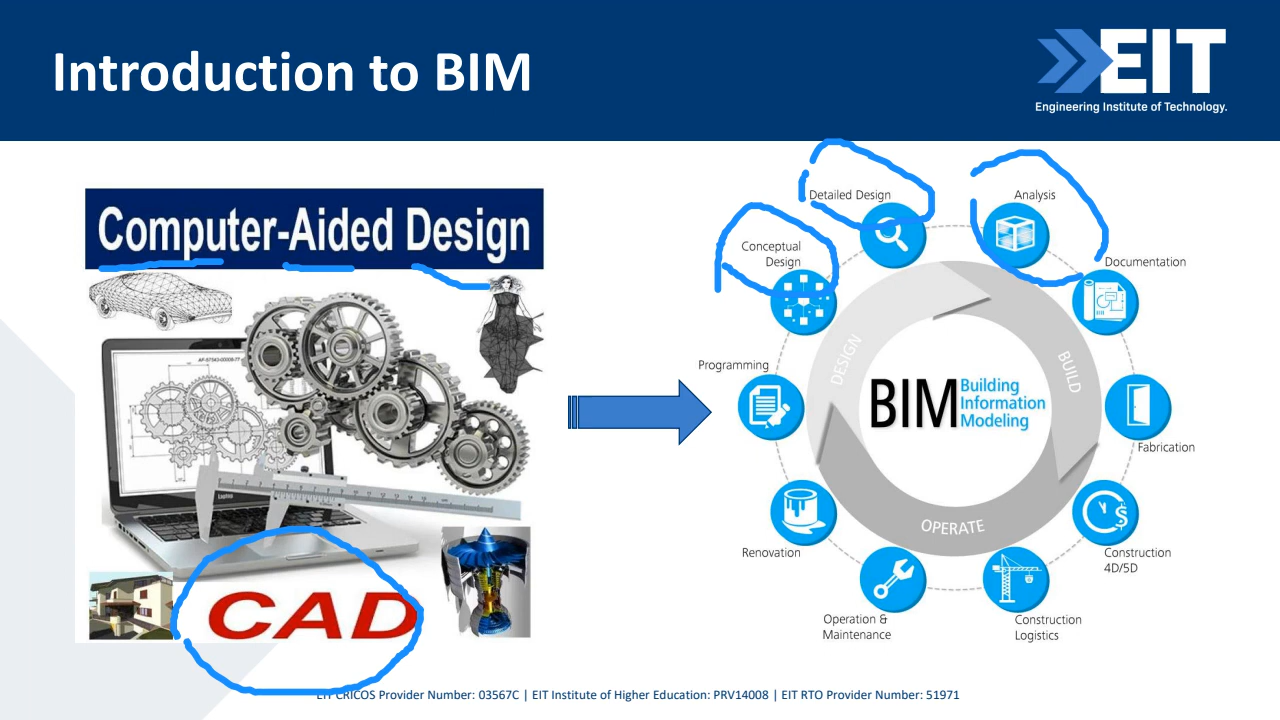 Introduction to BIM
EIT
Engineering Institute of Technology.
Computer-Aided Design
Laptop
CAD
Detailed Design
Analysis
Conceptual
Design
Documentation
Programming
DESIGN
BUILD
BIM
Building
Information
Modeling
Fabrication
OPERATE
Renovation
Construction
4D/5D
Operation &
Maintenance
Construction
Logistics
EIT CRICOS Provider Number: 03567C | EIT Institute of Higher Education: PRV14008 | EIT RTO Provider Number: 51971